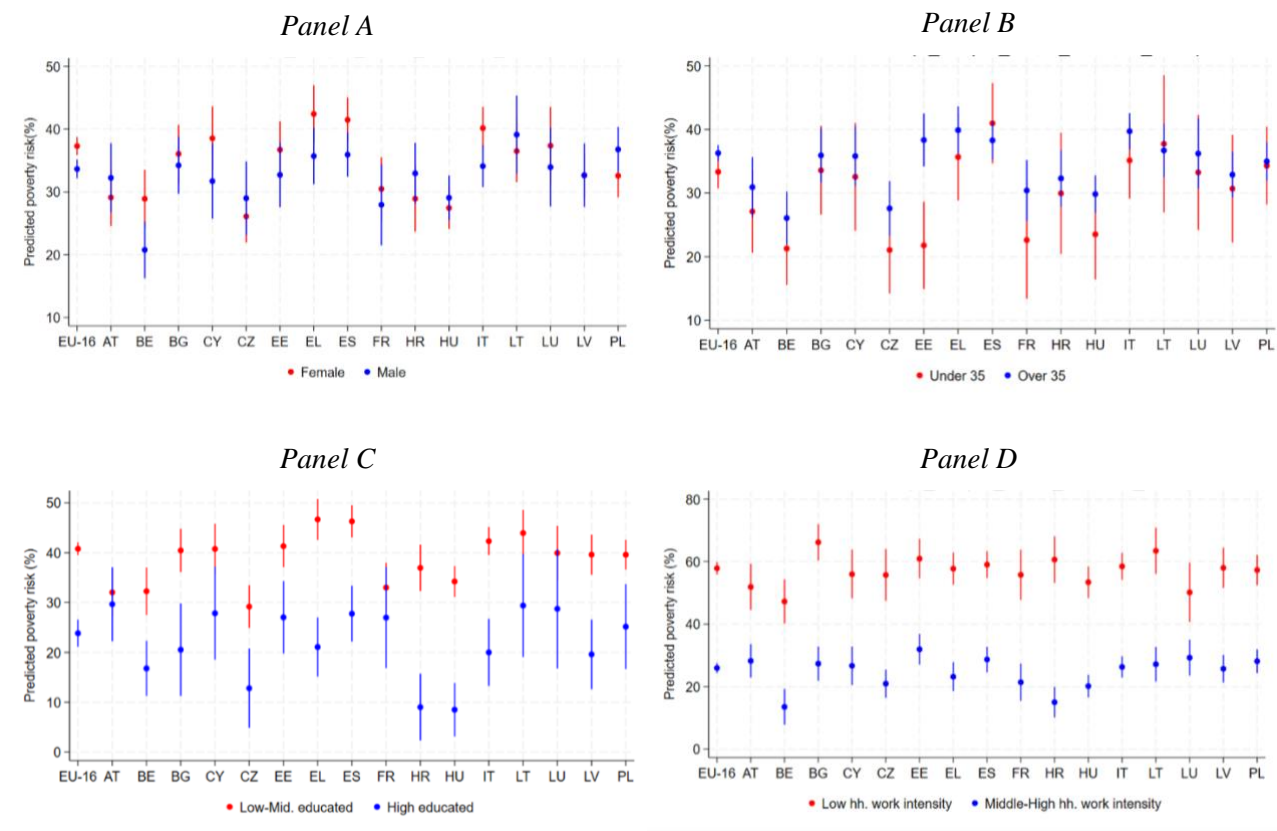 Panel A
Predicted poverty risk(%)
50
40
30
20
10
EU-16 AT BE BG CY CZ EE EL ES FR HR HU IT LT LU LV PL
Female Male
Panel B
Predicted poverty risk(%)
50
40
30
20
10
EU-16 AT BE BG CY CZ EE EL ES FR HR HU IT LT LU LV PL
Under 35 Over 35
Panel C
Predicted poverty risk (%)
50
40
30
20
10
0
EU-16 AT BE BG CY CZ EE EL ES FR HR HU IT LT LU LV PL
Low-Mid. educated High educated
Panel D
Predicted poverty risk (%)
80
60
40
20
0
EU-16 AT BE BG CY CZ EE EL ES FR HR HU IT LT LU LV PL
Low hh. work intensity Middle-High hh. work intensity